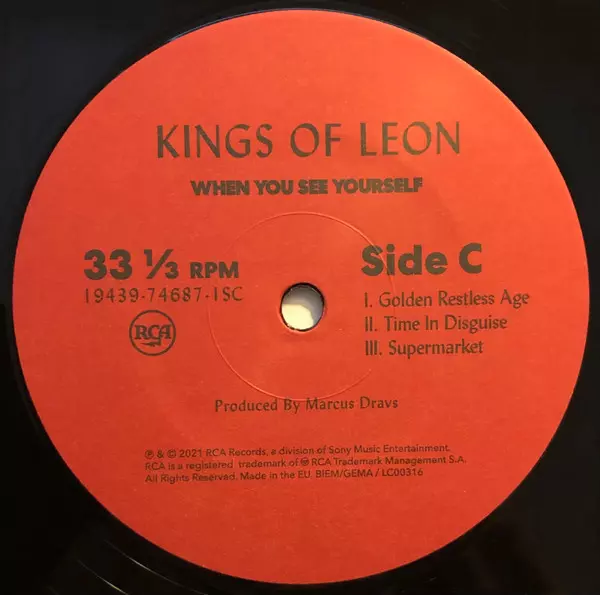 KINGS OF LEON
WHEN YOU SEE YOURSELF
33 ⅓ RPM
19439-74687-1SC
RCA
Side C
I. Golden Restless Age
II. Time In Disguise
III. Supermarket
Produced By Marcus Dravs
℗ & © 2021 RCA Records, a division of Sony Music Entertainment.
RCA is a registered trademark of RCA Trademark Management S.A.
All Rights Reserved. Made in the EU. BIEM/GEMA / LC00316